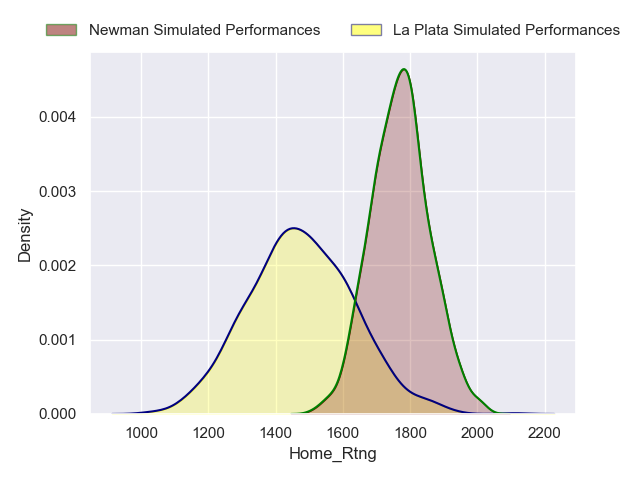 Newman Simulated Performances La Plata Simulated Performances
0.004
0.003
0.002
0.001
0.000
Density
1000 1200 1400 1600 1800 2000 2200
Home_Rtng